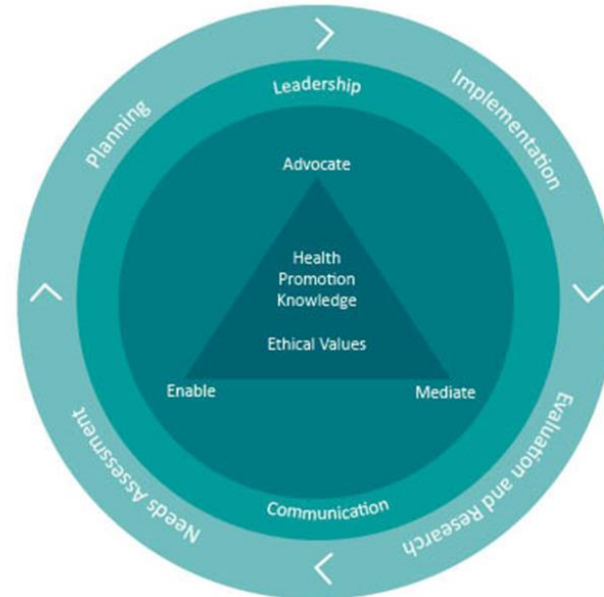 Planning
Implementation
Leadership
Advocate
Health
Promotion
Knowledge
Ethical Values
Enable
Mediate
Communication
Needs Assessment
Evaluation and Research